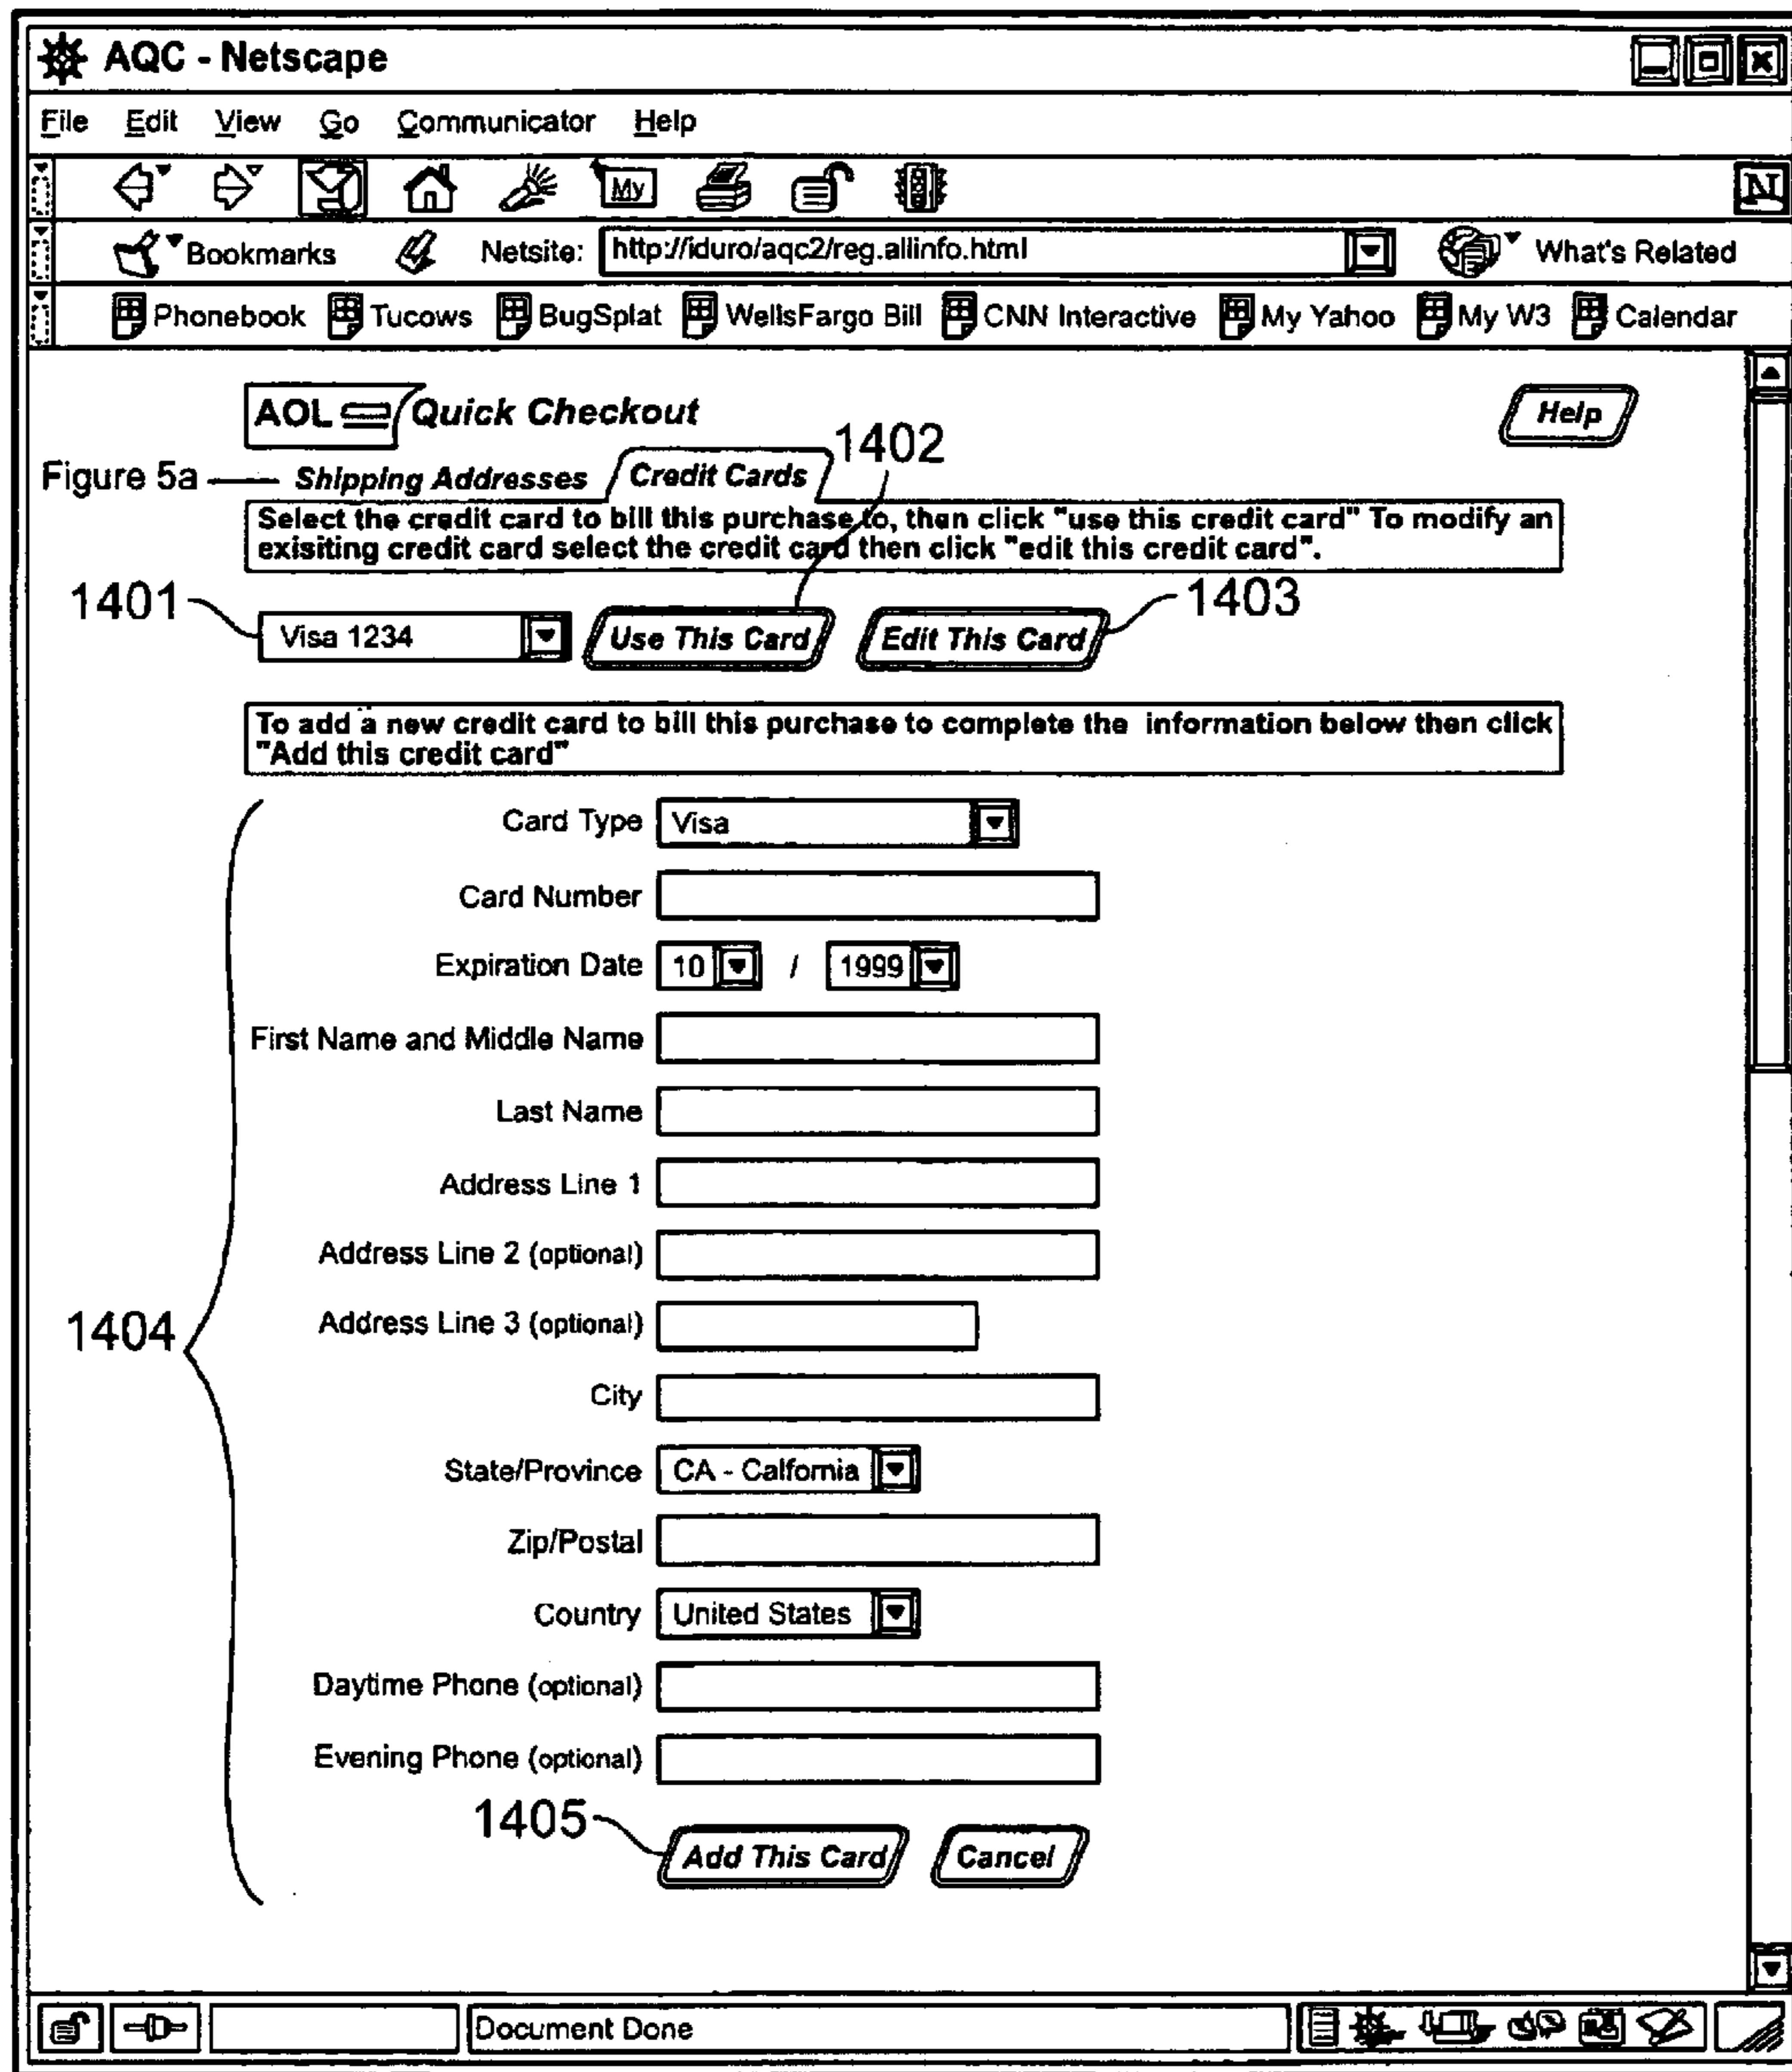 AQC - Netscape
File Edit View Go Communicator Help
My
N
Bookmarks Netsite: http://iduro/aqc2/reg.allinfo.html What's Related
Phonebook Tucows BugSplat WellsFargo Bill CNN Interactive My Yahoo My W3 Calendar
AOL Quick Checkout Help
1402
Figure 5a Shipping Addresses Credit Cards
Select the credit card to bill this purchase to, then click "use this credit card" To modify an
exisiting credit card select the credit card then click "edit this credit card".
1401 1403
Visa 1234 Use This Card Edit This Card
To add a new credit card to bill this purchase to complete the information below then click
"Add this credit card"
Card Type Visa
Card Number
Expiration Date 10 / 1999
First Name and Middle Name
Last Name
Address Line 1
Address Line 2 (optional)
1404 Address Line 3 (optional)
City
State/Province CA - Calfornia
Zip/Postal
Country United States
Daytime Phone (optional)
Evening Phone (optional)
1405
Add This Card Cancel
Document Done